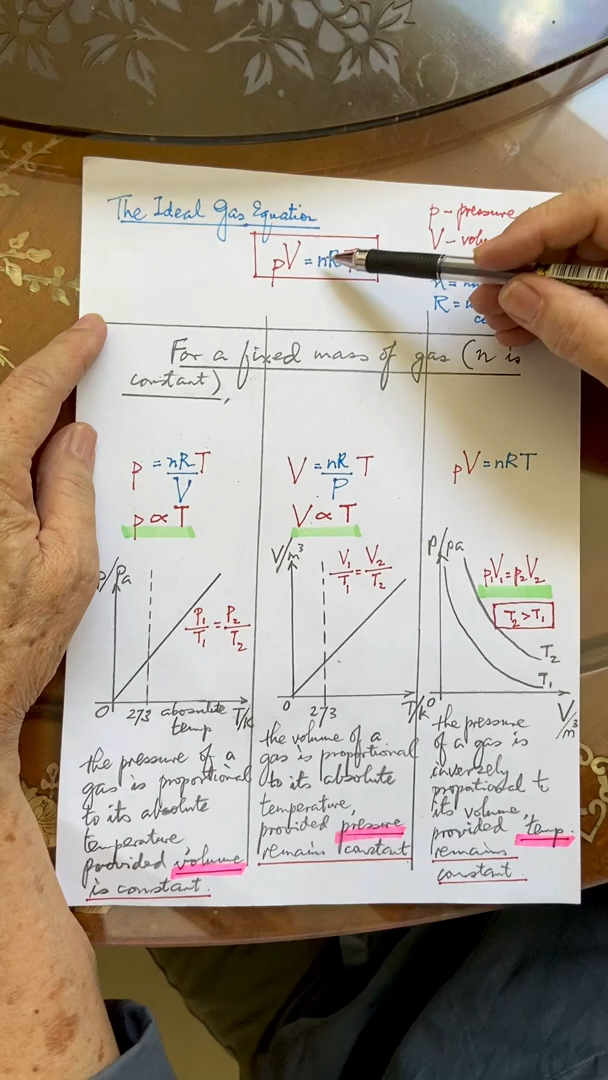 The Ideal Gas Equation
pV = nR
p - pressure
V - volu
R =
For a fixed mass of gas (n is
constant),
p = nR/V T
p ∝ T
P/Pa
P₁/T₁ = P₂/T₂
0 273 absolute temp T/K
the pressure of a
gas is proportional
to its absolute
temperature
provided volume
is constant.
V = nR/P T
V ∝ T
V/m³
V₁/T₁ = V₂/T₂
0 273 T/K
the volume of a
gas is proportional
to its absolute
temperature,
provided pressure
remains constant
pV = nRT
P/pa
p₁V₁ = p₂V₂
T₂ > T₁
T₂
T₁
0 V/m³
the pressure
of a gas is
inversely
propotional to
its volume,
provided temp.
remains
constant.